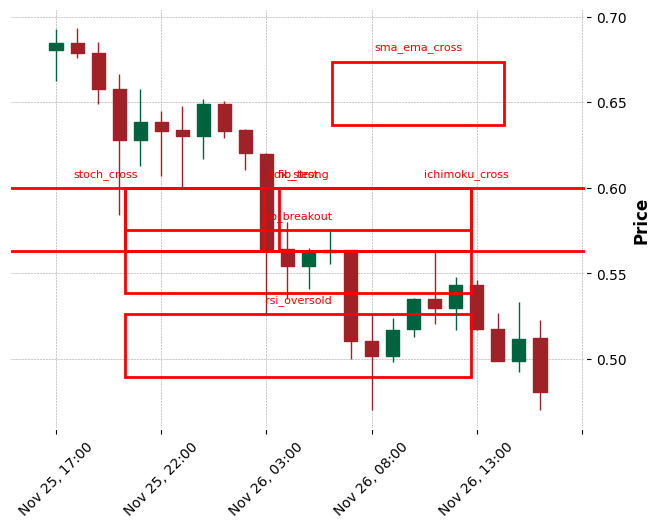 0.70
sma_ema_cross
0.65
stoch_cross
ichimoku_cross
0.60
Price
0.55
rsi_oversold
0.50
Nov 25, 17:00
Nov 25, 22:00
Nov 26, 03:00
Nov 26, 08:00
Nov 26, 13:00